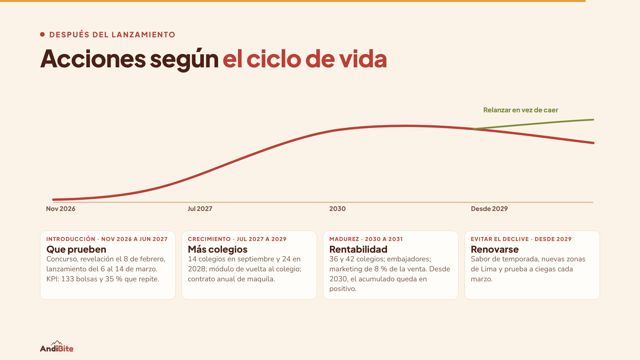 DESPUÉS DEL LANZAMIENTO
Acciones según el ciclo de vida
Relanzar en vez de caer
Nov 2026
Jul 2027
2030
Desde 2029
INTRODUCCIÓN · NOV 2026 A JUN 2027
Que prueben
Concurso, revelación el 8 de febrero,
lanzamiento del 6 al 14 de marzo.
KPI: 133 bolsas y 35 % que repite.
CRECIMIENTO · JUL 2027 A 2029
Más colegios
14 colegios en septiembre y 24 en
2028; módulo de vuelta al colegio;
contrato anual de maquila.
MADUREZ · 2030 A 2031
Rentabilidad
36 y 42 colegios; embajadores;
marketing de 8 % de la venta. Desde
2030, el acumulado queda en
positivo.
EVITAR EL DECLIVE · DESDE 2029
Renovarse
Sabor de temporada, nuevas zonas
de Lima y prueba a ciegas cada
marzo.
AndiBite